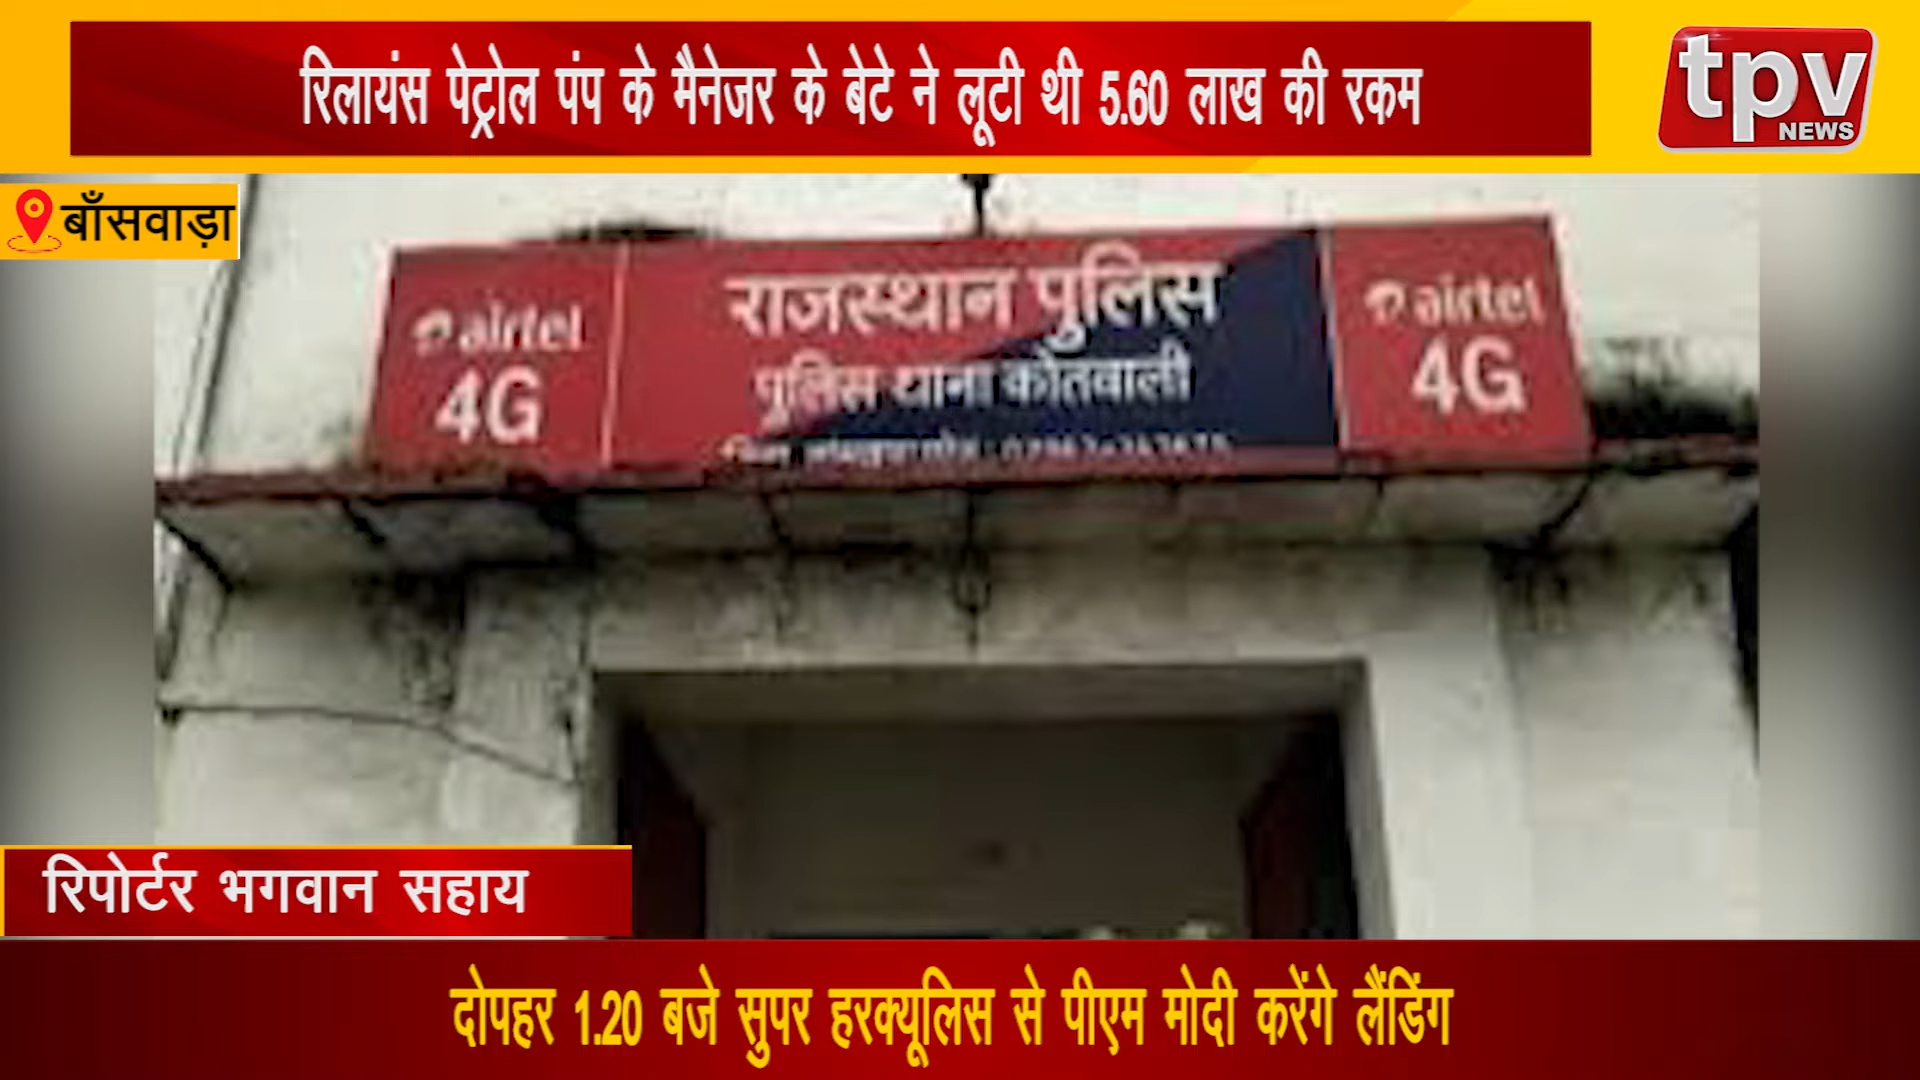 रिलायंस पेट्रोल पंप के मैनेजर के बेटे ने लूटी थी 5.60 लाख की रकम
tpv
NEWS
बाँसवाड़ा
airtel
4G
राजस्थान पुलिस
पुलिस थाना कोतवाली
airtel
4G
रिपोर्टर भगवान सहाय
दोपहर 1.20 बजे सुपर हरक्यूलिस से पीएम मोदी करेंगे लैंडिंग